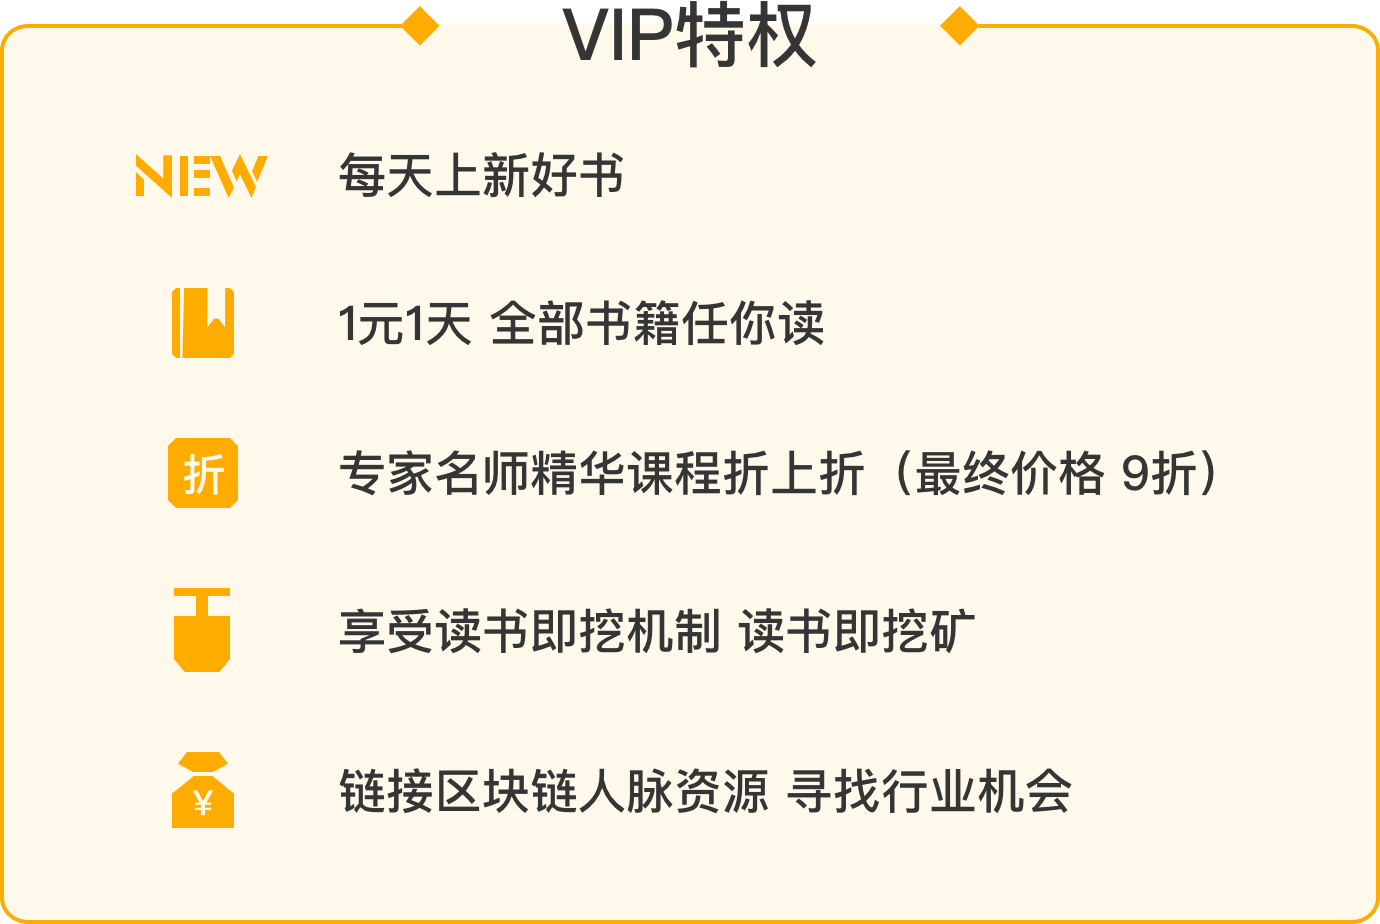 VIP特权
NEW 每天上新好书
1元1天 全部书籍任你读
折 专家名师精华课程折上折（最终价格 9折）
享受读书即挖机制 读书即挖矿
¥ 链接区块链人脉资源 寻找行业机会